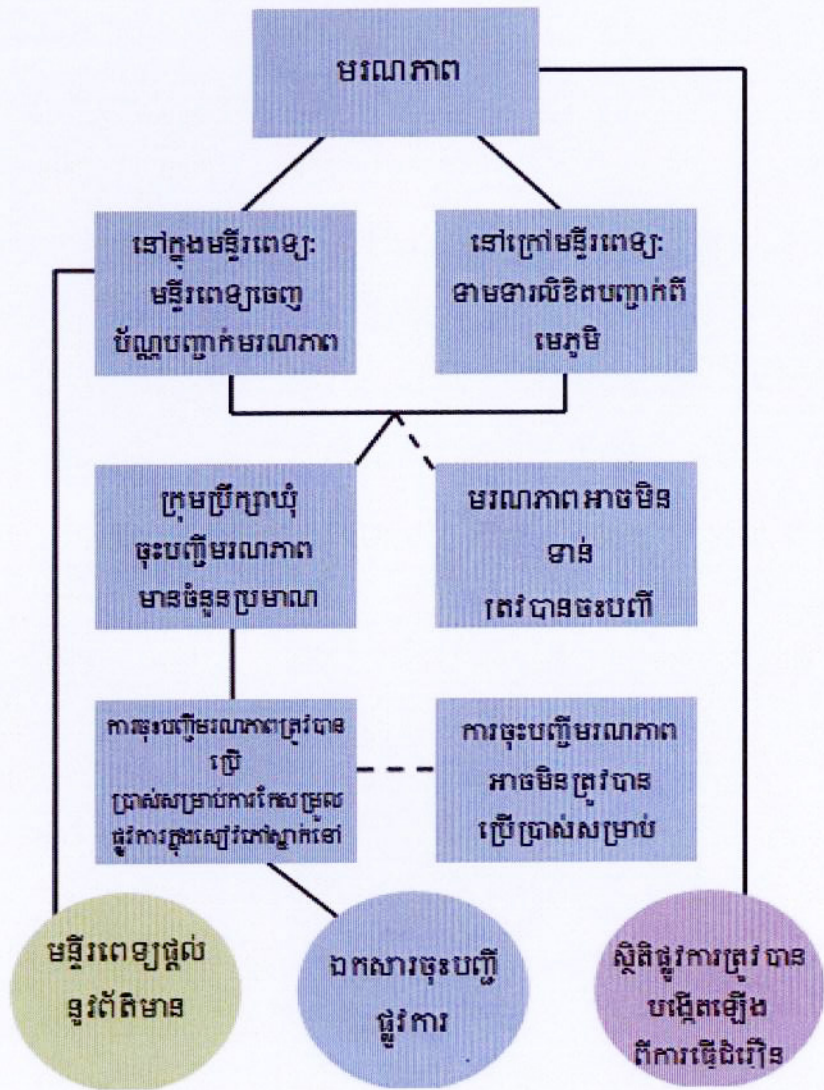 មរណភាព
នៅក្នុងមន្ទីរពេទ្យ:
មន្ទីរពេទ្យចេញ
ប័ណ្ណបញ្ជាក់មរណភាព
នៅក្រៅមន្ទីរពេទ្យ:
ទាមទារលិខិតបញ្ជាក់ពី
មេភូមិ
ក្រុមប្រឹក្សាឃុំ
ចុះបញ្ជីមរណភាព
មានចំនួនប្រមាណ
មរណភាពអាចមិន
ទាន់
ត្រូវបានចុះបញ្ជី
ការចុះបញ្ជីមរណភាពត្រូវបាន
ប្រើ
ប្រាស់សម្រាប់ការកែសម្រួល
ផ្លូវការក្នុងសៀវភៅស្នាក់នៅ
ការចុះបញ្ជីមរណភាព
អាចមិនត្រូវបាន
ប្រើប្រាស់សម្រាប់
មន្ទីរពេទ្យផ្តល់
នូវព័ត៌មាន
ឯកសារចុះបញ្ជី
ផ្លូវការ
ស្ថិតិផ្លូវការត្រូវបាន
បង្កើតឡើង
ពីការធ្វើជំរឿន